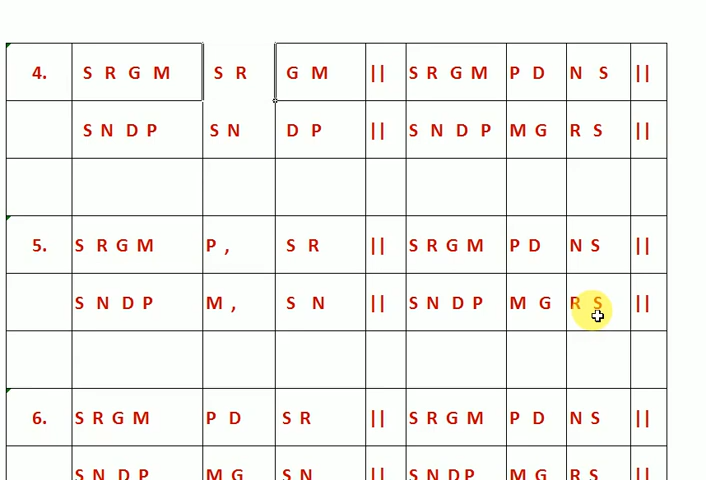 4. S R G M S R G M || S R G M P D N S ||
S N D P S N D P || S N D P M G R S ||
5. S R G M P , S R || S R G M P D N S ||
S N D P M , S N || S N D P M G R S ||
6. S R G M P D S R || S R G M P D N S ||
S N D P M G S N || S N D P M G R S ||